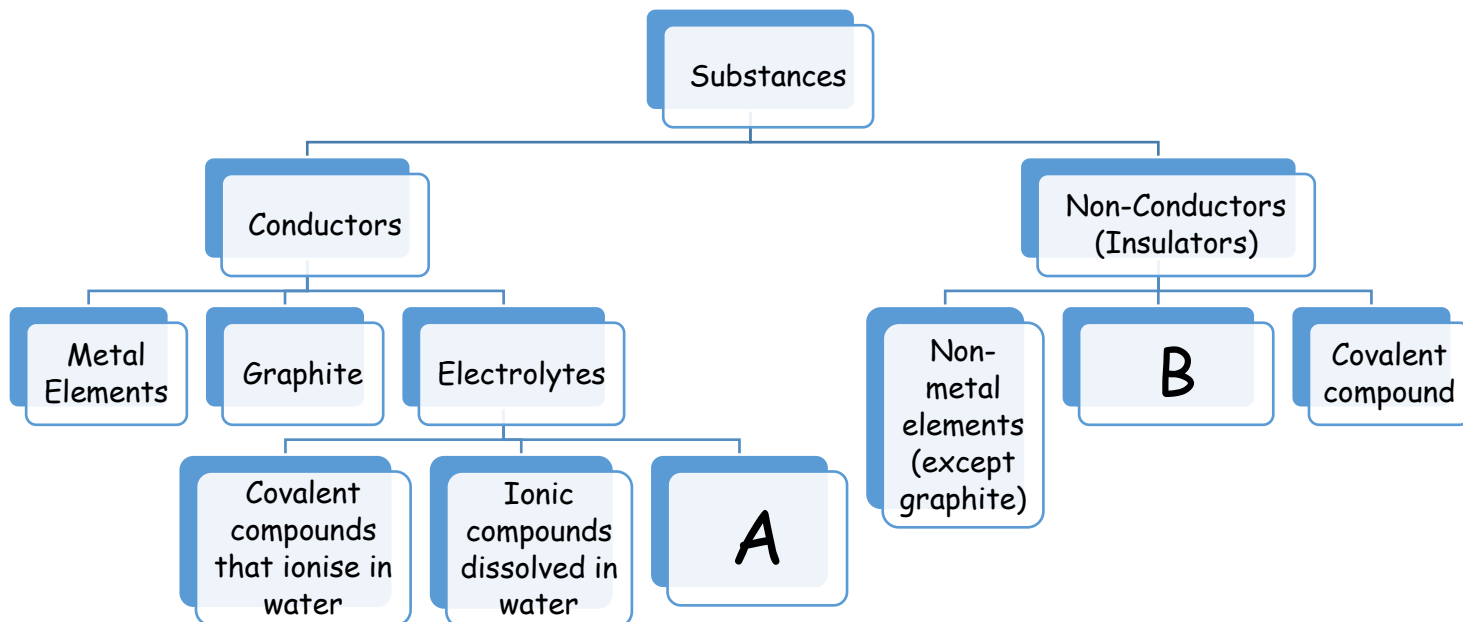 Substances
Conductors
Non-Conductors
(Insulators)
Metal
Elements
Graphite
Electrolytes
Non-
metal
elements
(except
graphite)
B
Covalent
compound
Covalent
compounds
that ionise in
water
Ionic
compounds
dissolved in
water
A